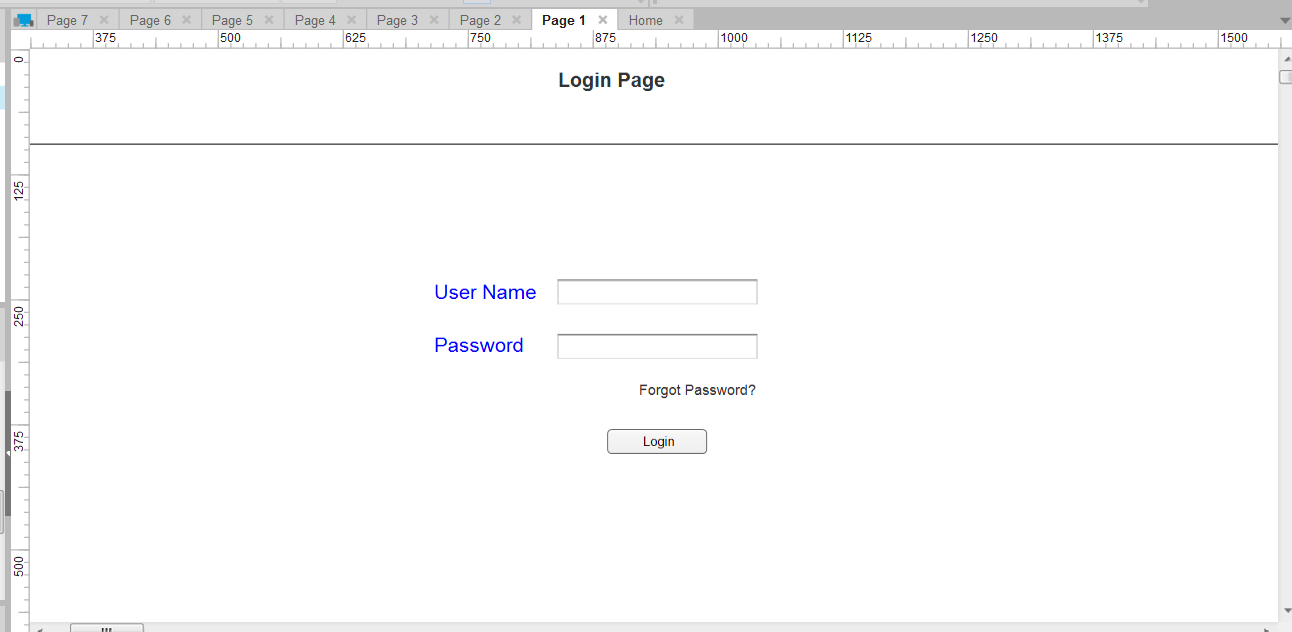 Page 7 Page 6 Page 5 Page 4 Page 3 Page 2 Page 1 Home
375 500 625 750 875 1000 1125 1250 1375 1500
0
Login Page
125
User Name
250
Password
Forgot Password?
375
Login
500